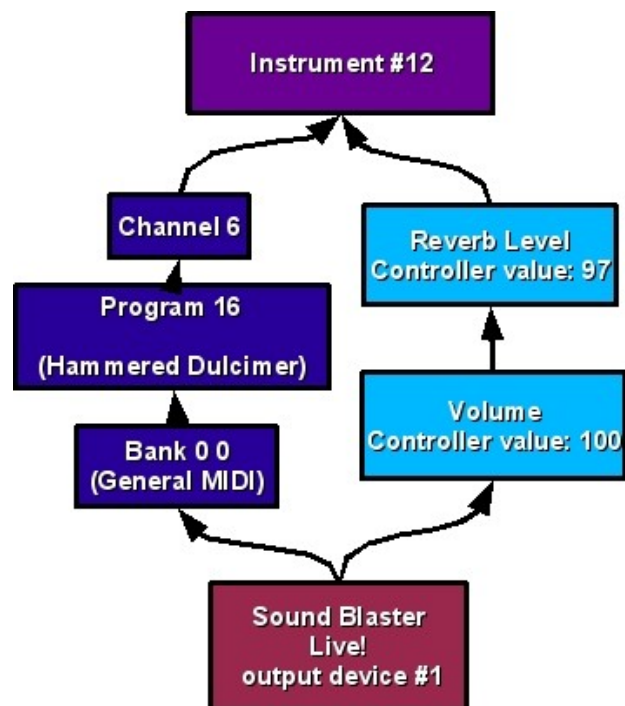 Instrument #12
Channel 6
Reverb Level
Controller value: 97
Program 16
(Hammered Dulcimer)
Volume
Controller value: 100
Bank 0 0
(General MIDI)
Sound Blaster
Live!
output device #1